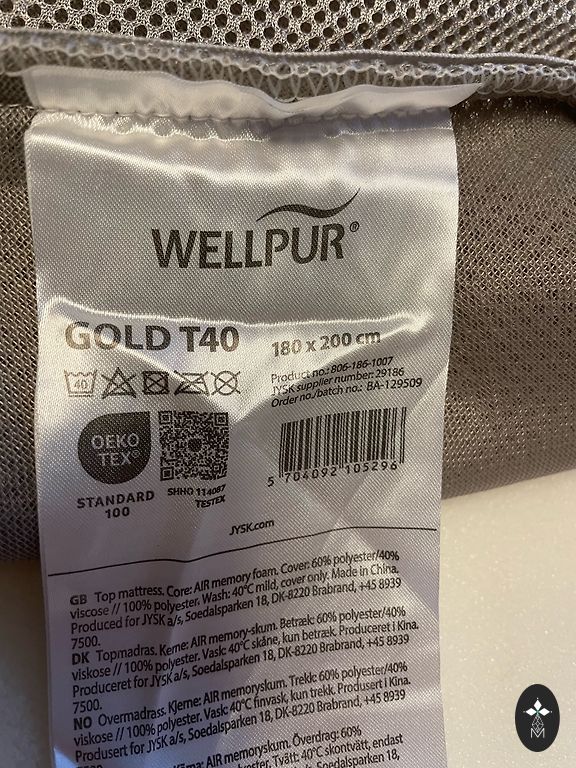 WELLPUR®
GOLD T40
180 x 200 cm
40
Product no.: 806-186-1007
JYSK supplier number: 29186
Order no./batch no.: BA-129509
OEKO
TEX®
STANDARD
100
SHHO 114087
TESTEX
5 704092 105296
JYSK.com
GB Top mattress. Core: AIR memory foam. Cover: 60% polyester/40%
viscose // 100% polyester. Wash: 40°C mild, cover only. Made in China.
Produced for JYSK a/s, Soedalsparken 18, DK-8220 Brabrand, +45 8939
7500.
DK Topmadras. Kerne: AIR memory-skum. Betræk: 60% polyester/40%
viskose // 100% polyester. Vask: 40°C skåne, kun betræk. Produceret i Kina.
Produceret for JYSK a/s, Soedalsparken 18, DK-8220 Brabrand, +45 8939
7500.
NO Overmadrass. Kjerne: AIR memoryskum. Trekk: 60% polyester/40%
viskose // 100% polyester. Vask: 40°C finvask, kun trekk. Produsert i Kina.
Produsert for JYSK a/s, Soedalsparken 18, DK-8220 Brabrand, +45 8939
7500.
AIR memoryskum. Överdrag: 60%
polyester. Tvätt: 40°C skontvätt, endast
M